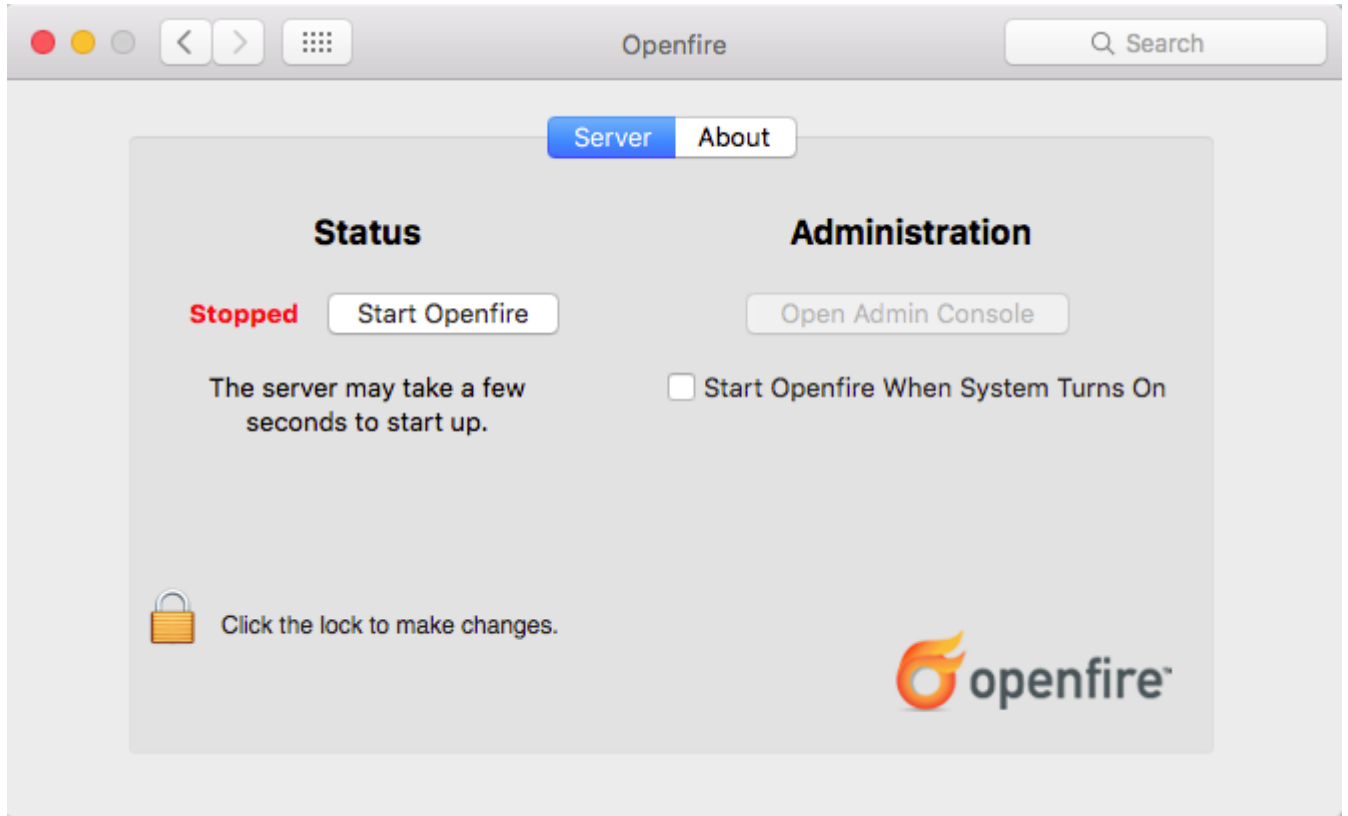 Openfire
Search
Server
About
Status
Administration
Stopped
Start Openfire
Open Admin Console
The server may take a few
seconds to start up.
Start Openfire When System Turns On
Click the lock to make changes.
openfire™